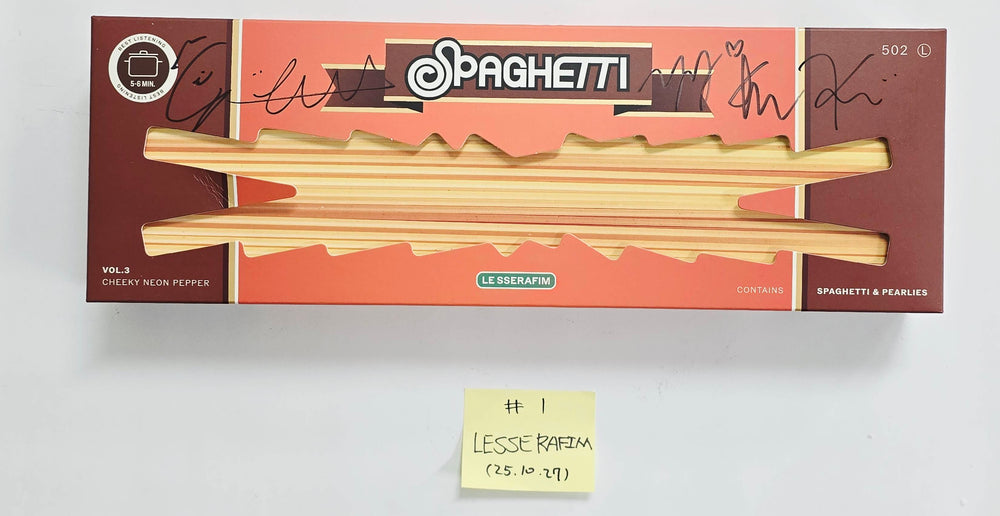 BEST LISTENING
5-6 MIN.
BEST LISTENING
SPAGHETTI
502 Ⓛ
VOL.3
CHEEKY NEON PEPPER
LE SSERAFIM
CONTAINS
SPAGHETTI & PEARLIES
# 1
LESSERAFIM
(25.10.27)